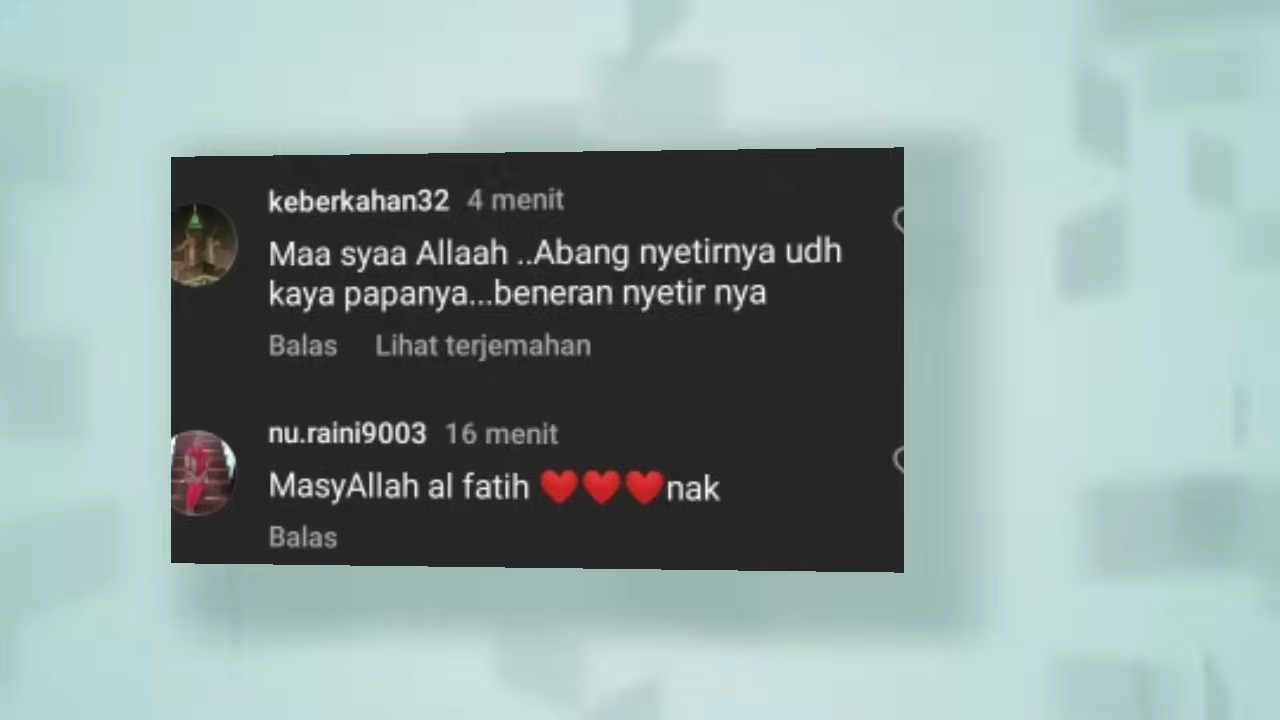 keberkahan32 4 menit
Maa syaa Allaah ..Abang nyetirnya udh
kaya papanya...beneran nyetir nya
Balas Lihat terjemahan
nu.raini9003 16 menit
MasyAllah al fatih ❤️❤️❤️nak
Balas